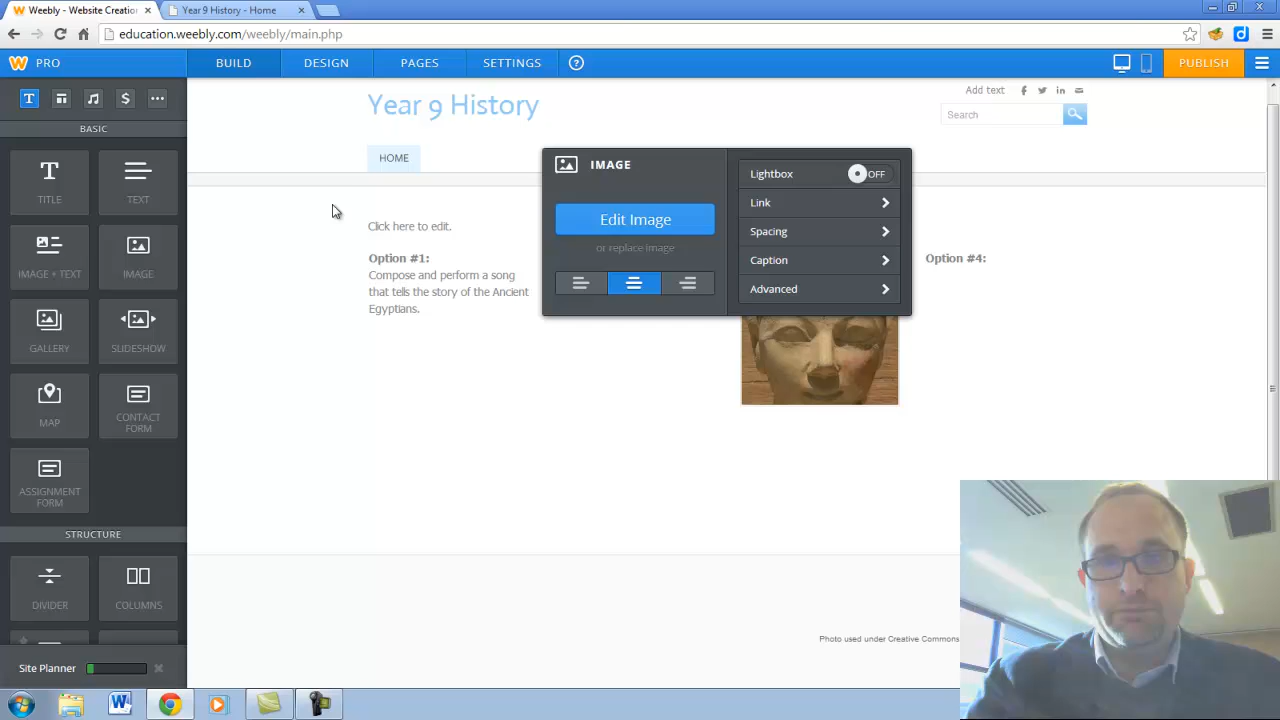 Weebly - Website Creation
Year 9 History - Home
education.weebly.com/weebly/main.php
PRO
BUILD
DESIGN
PAGES
SETTINGS
PUBLISH
BASIC
TITLE
TEXT
IMAGE + TEXT
IMAGE
GALLERY
SLIDESHOW
MAP
CONTACT
FORM
ASSIGNMENT
FORM
STRUCTURE
DIVIDER
COLUMNS
Site Planner
Year 9 History
Add text
Search
HOME
Click here to edit.
Option #1:
Compose and perform a song
that tells the story of the Ancient
Egyptians.
IMAGE
Edit Image
or replace image
Lightbox
OFF
Link
Spacing
Caption
Advanced
Option #4:
Photo used under Creative Commons